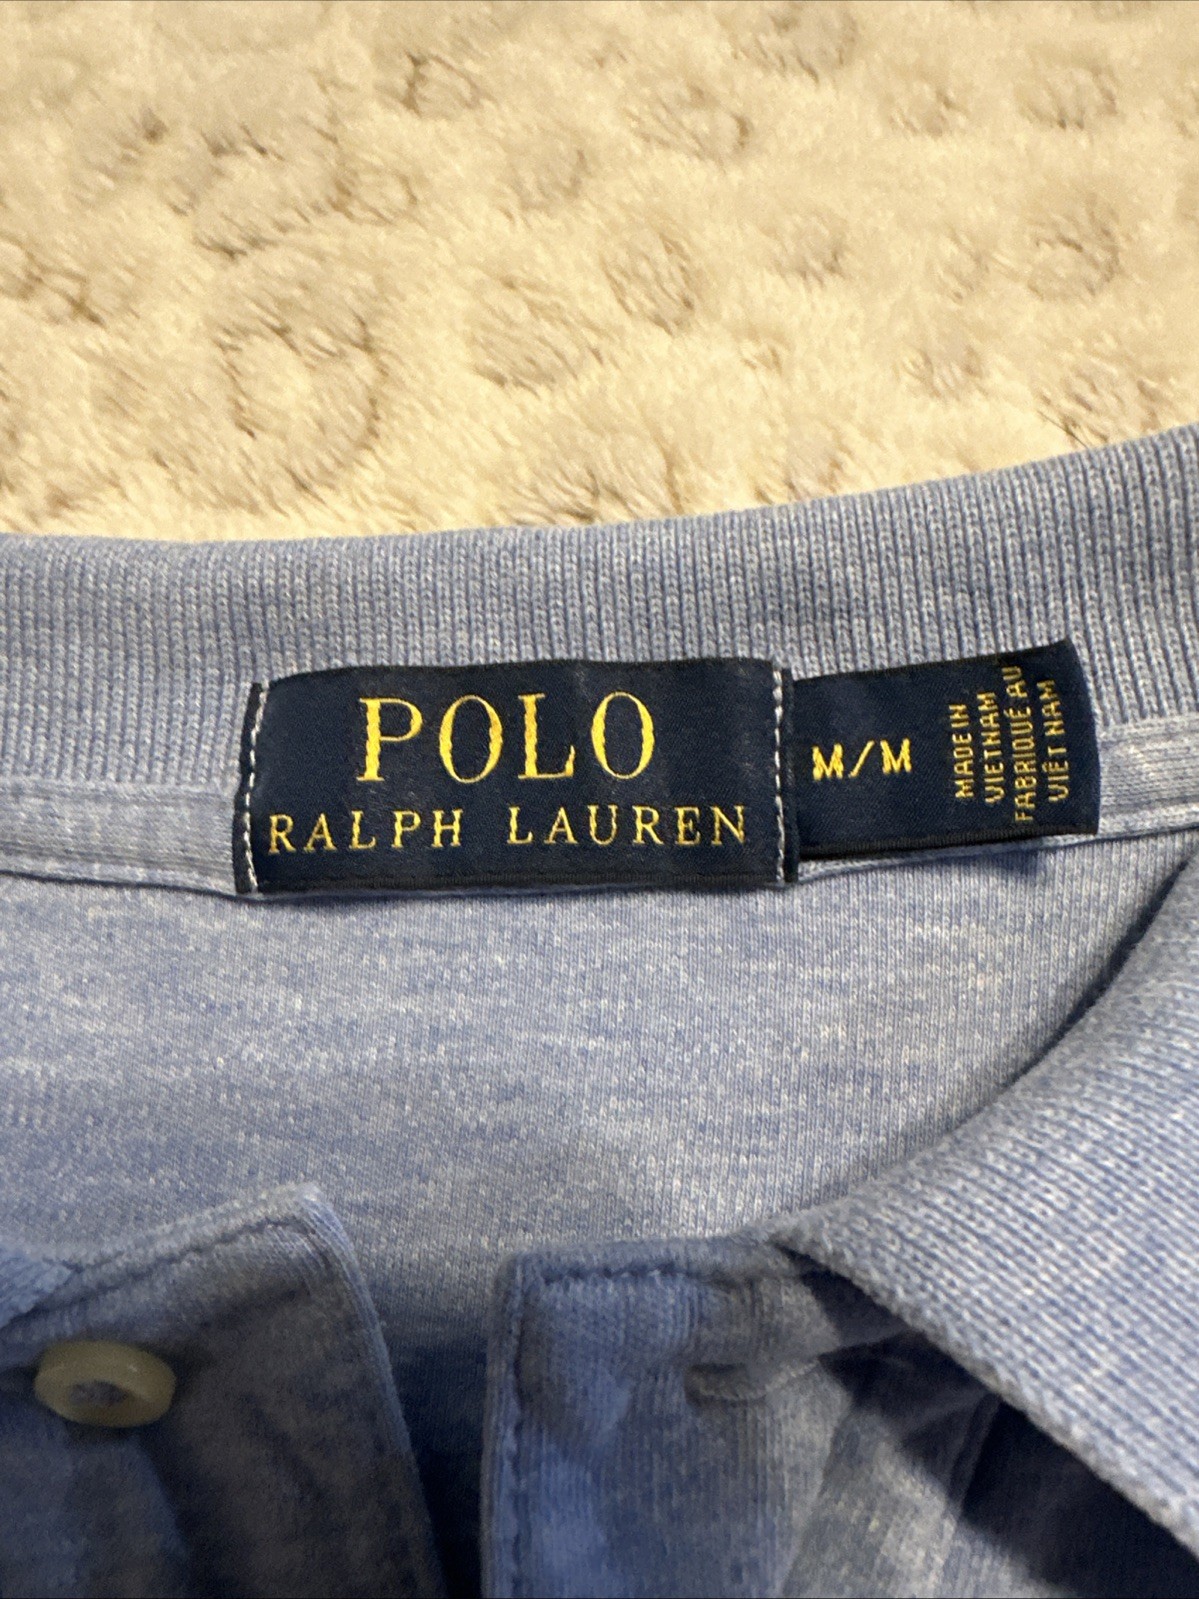 POLO
RALPH LAUREN
M/M
MADE IN
VIETNAM
FABRIQUÉ AU
VIÊT NAM